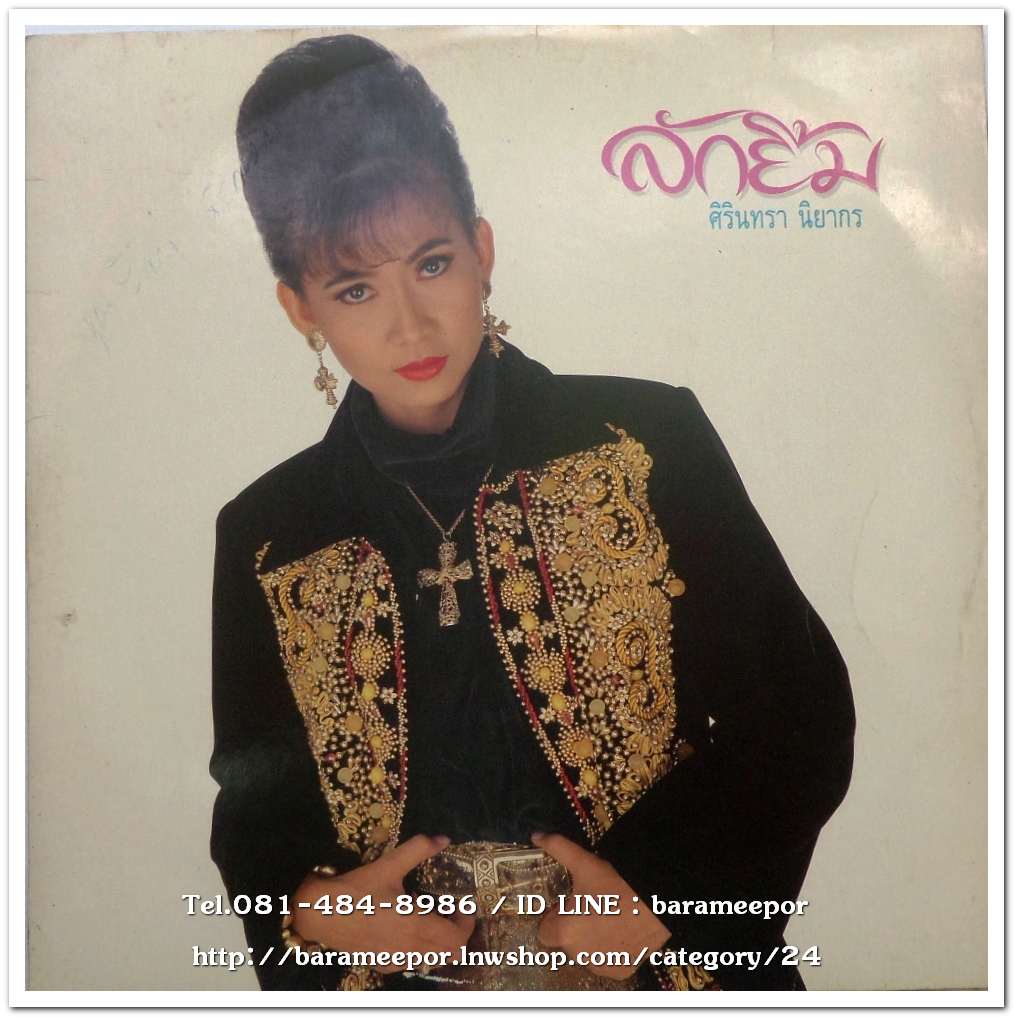 ลักยิ้ม
ศิรินทรา นิยากร
Tel.081-484-8986 / ID LINE : barameepor
http://barameepor.lnwshop.com/category/24